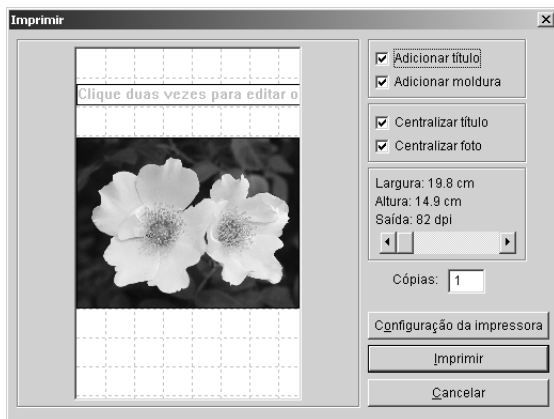 Imprimir
Clique duas vezes para editar o
Adicionar título
Adicionar moldura
Centralizar título
Centralizar foto
Largura: 19.8 cm
Altura: 14.9 cm
Saída: 82 dpi
Cópias: 1
Configuração da impressora
Imprimir
Cancelar